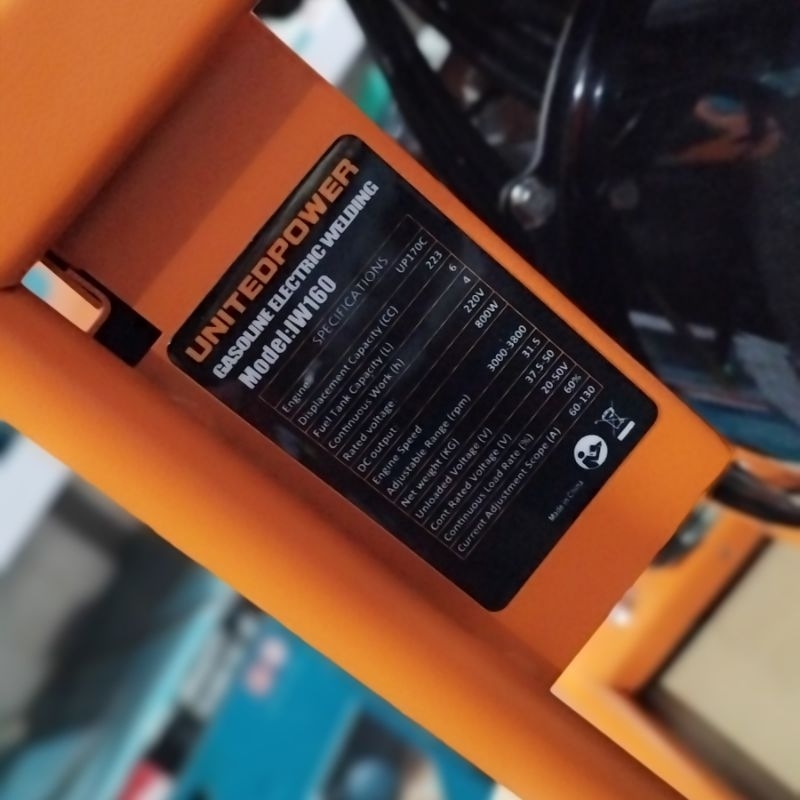 UNITEDPOWER
GASOLINE ELECTRIC WELDING
Model:IW160
SPECIFICATIONS
Engine UP170C
Displacement Capacity (CC) 223
Fuel Tank Capacity (L) 6
Continuous Work (h) 4
Rated voltage 220V
DC output 800W
Engine Speed
Adjustable Range (rpm) 3000-3800
Net weight (KG) 31.5
Unloaded Voltage (V) 37.5-50
Cont.Rated Voltage (V) 20-50V
Continuous Load Rate (%) 60%
Current Adjustment Scope (A) 60-130
Made in China